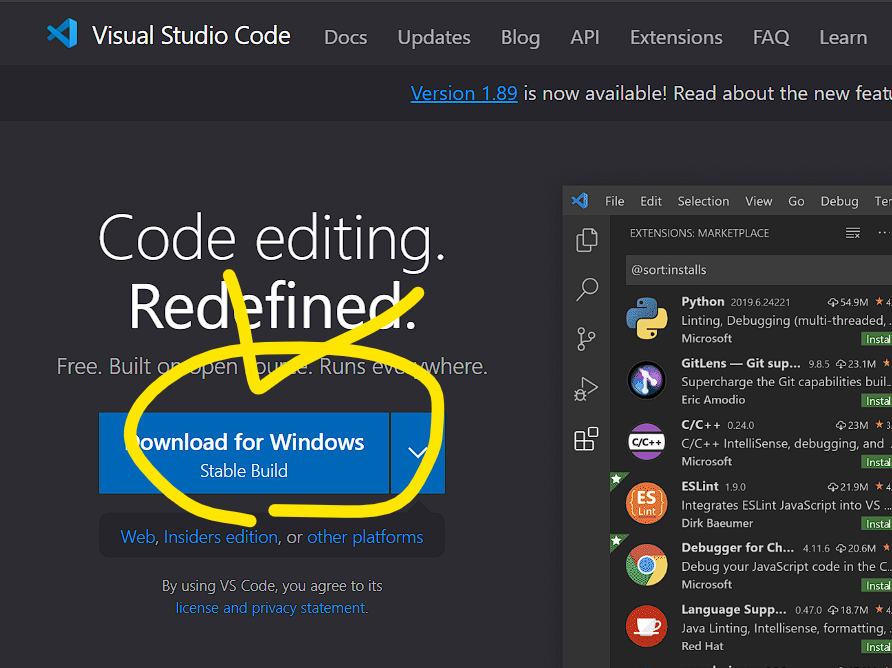 Visual Studio Code Docs Updates Blog API Extensions FAQ Learn
Version 1.89 is now available! Read about the new featu
Code editing.
Redefined.
Free. Built on open source. Runs everywhere.
Download for Windows
Stable Build
Web, Insiders edition, or other platforms
By using VS Code, you agree to its
license and privacy statement.
File Edit Selection View Go Debug Ter
EXTENSIONS: MARKETPLACE
@sort:installs
Python 2019.6.24221 54.9M 4.
Linting, Debugging (multi-threaded, ...
Microsoft Instal
GitLens — Git sup... 9.8.5 23.1M
Supercharge the Git capabilities buil...
Eric Amodio Instal
C/C++
C/C++ 0.24.0 23M 3.
C/C++ IntelliSense, debugging, and ...
Microsoft Instal
ES
Lint
ESLint 1.9.0 21.9M 4.
Integrates ESLint JavaScript into VS ...
Dirk Baeumer Instal
Debugger for Ch... 4.11.6 20.6M
Debug your JavaScript code in the C...
Microsoft Instal
Language Supp... 0.47.0 18.7M 4.
Java Linting, Intellisense, formatting, ...
Red Hat Instal